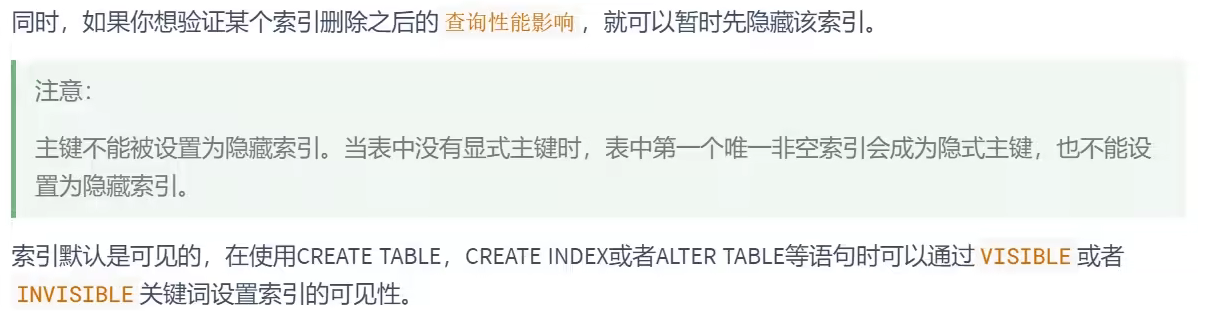 同时，如果你想验证某个索引删除之后的 查询性能影响 ，就可以暂时先隐藏该索引。
注意：
主键不能被设置为隐藏索引。当表中没有显式主键时，表中第一个唯一非空索引会成为隐式主键，也不能设
置为隐藏索引。
索引默认是可见的，在使用CREATE TABLE，CREATE INDEX或者ALTER TABLE等语句时可以通过 VISIBLE 或者
INVISIBLE 关键词设置索引的可见性。